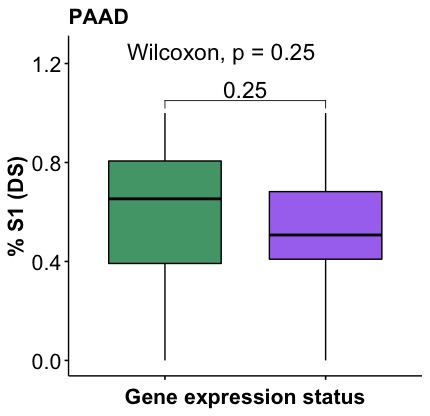 PAAD
Wilcoxon, p = 0.25
0.25
1.2
0.8
0.4
0.0
% S1 (DS)
Gene expression status